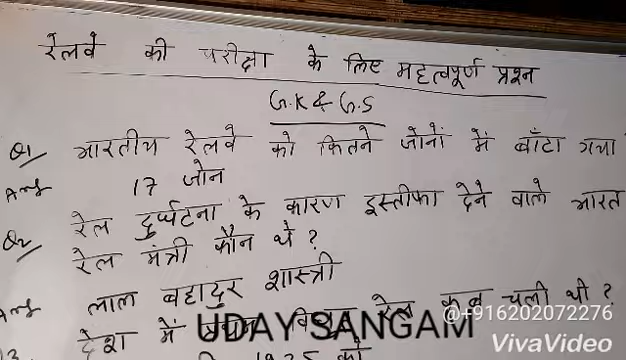 रेलवे की परीक्षा के लिए महत्वपूर्ण प्रश्न
G.K & G.S
Q1 भारतीय रेलवे को कितने जोनों में बाँटा गया
Ans 17 जोन
Q2 रेल दुर्घटना के कारण इस्तीफा देने वाले भारत
रेल मंत्री कौन थे ?
Ans लाल बहादुर शास्त्री
देश में रेल कब चली थी ?
UDAY SANGAM
@+916202072276
VivaVideo
1925 को